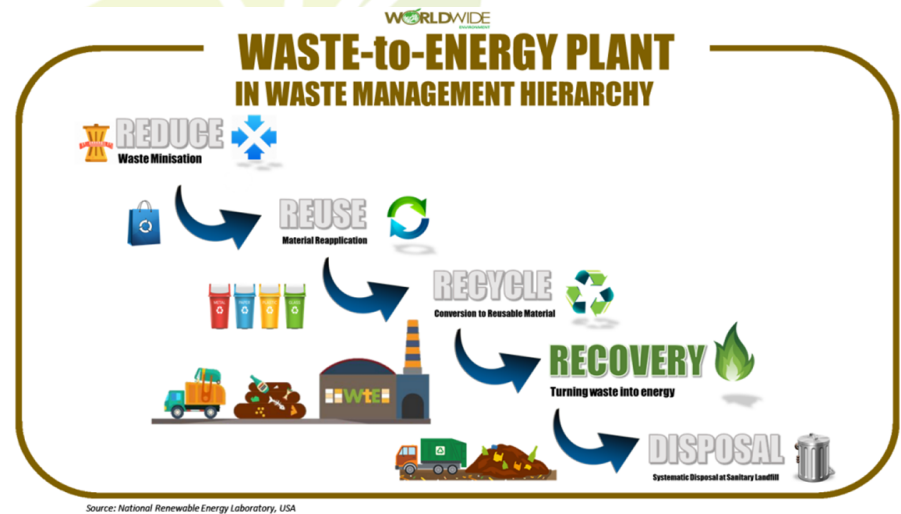 WORLDWIDE
ENVIRONMENT
WASTE-to-ENERGY PLANT
IN WASTE MANAGEMENT HIERARCHY
REDUCE
Waste Minisation
REUSE
Material Reapplication
RECYCLE
Conversion to Reusable Material
RECOVERY
Turning waste into energy
WtE
DISPOSAL
Systematic Disposal at Sanitary Landfill
Source: National Renewable Energy Laboratory, USA